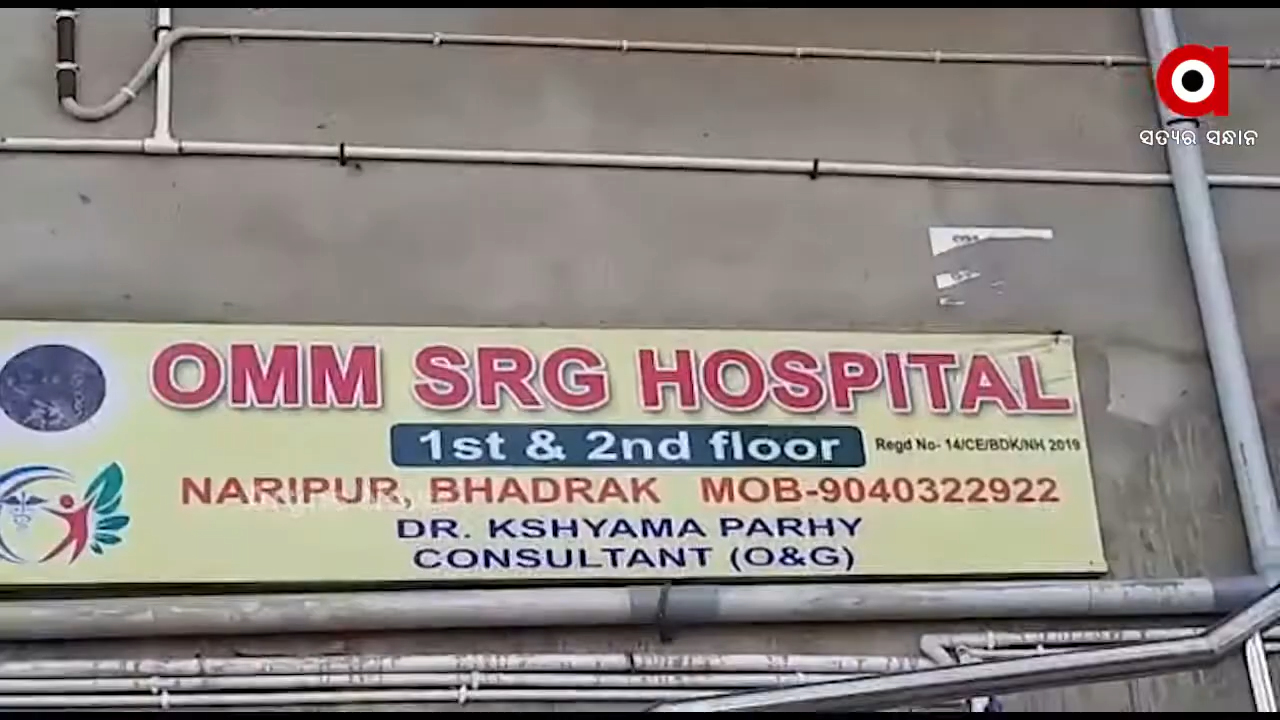 ସତ୍ୟର ସନ୍ଧାନ
OMM SRG HOSPITAL
1st & 2nd floor
Regd No- 14/CE/BDK/NH 2019
NARIPUR, BHADRAK MOB-9040322922
DR. KSHYAMA PARHY
CONSULTANT (O&G)